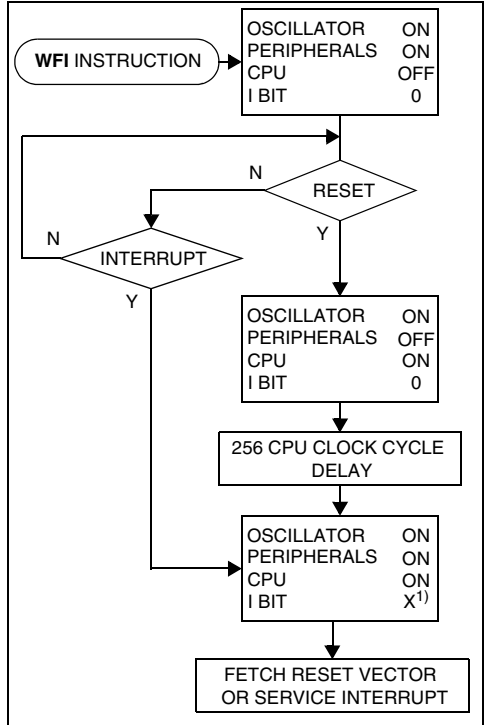 WFI INSTRUCTION
OSCILLATOR ON
PERIPHERALS ON
CPU OFF
I BIT 0
N
RESET
Y
N
INTERRUPT
Y
OSCILLATOR ON
PERIPHERALS OFF
CPU ON
I BIT 0
256 CPU CLOCK CYCLE
DELAY
OSCILLATOR ON
PERIPHERALS ON
CPU ON
I BIT X1)
FETCH RESET VECTOR
OR SERVICE INTERRUPT